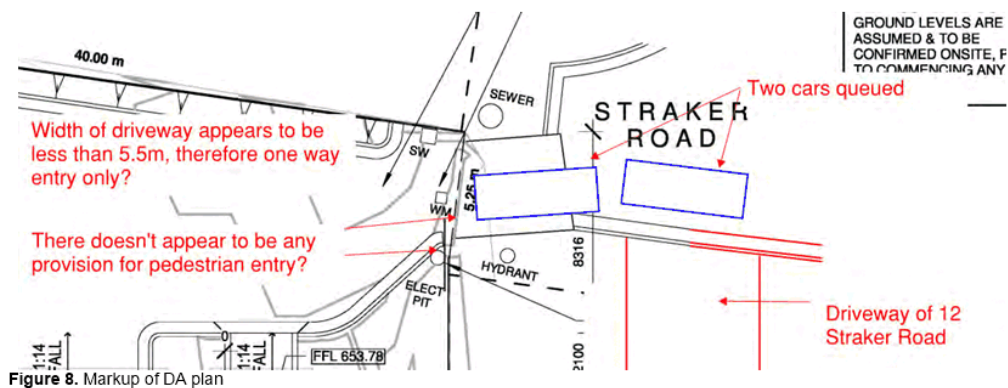 GROUND LEVELS ARE
ASSUMED & TO BE
CONFIRMED ONSITE,
TO COMMENCING ANY
40.00 m
SEWER
Two cars queued
STRAKER
ROAD
Width of driveway appears to be
less than 5.5m, therefore one way
entry only?
SW
WM
5.25 m
There doesn't appear to be any
provision for pedestrian entry?
HYDRANT
8316
ELECT
PIT
Driveway of 12
Straker Road
1:14
FALL
1:14
FALL
FFL 653.78
2100
Figure 8. Markup of DA plan